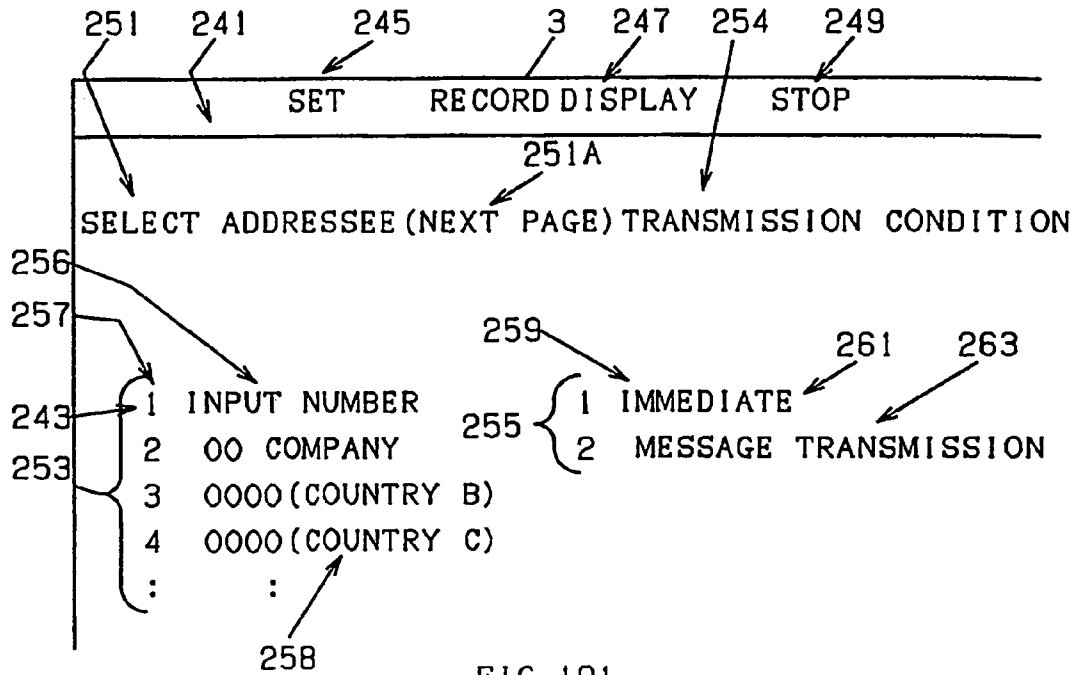 251 241 245 3 247 254 249
SET RECORD DISPLAY STOP
251A
SELECT ADDRESSEE (NEXT PAGE) TRANSMISSION CONDITION
256
257 259 261 263
243 1 INPUT NUMBER 255 1 IMMEDIATE
2 OO COMPANY 2 MESSAGE TRANSMISSION
253
3 OOOO (COUNTRY B)
4 OOOO (COUNTRY C)
: :
258